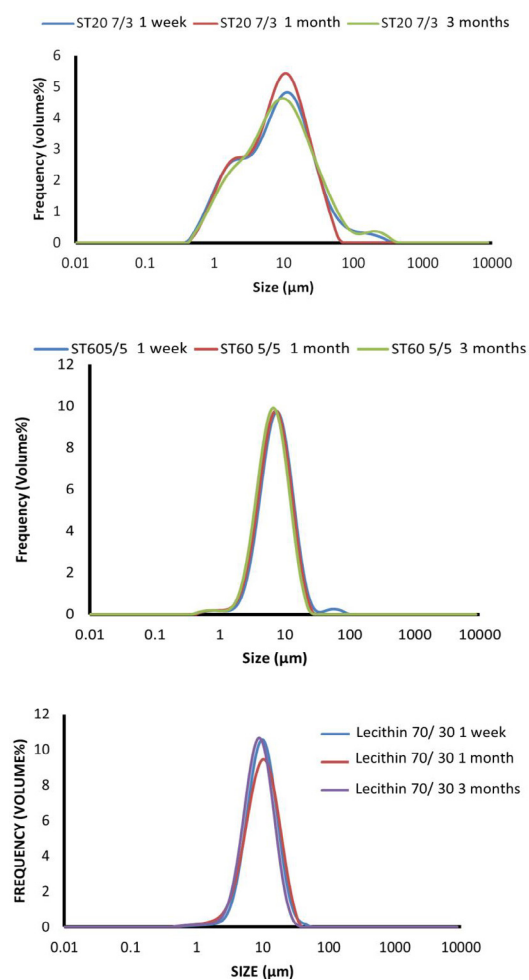 ST20 7/3 1 week ST20 7/3 1 month ST20 7/3 3 months
Frequency (volume%)
6
5
4
3
2
1
0
0.01 0.1 1 10 100 1000 10000
Size (µm)
ST605/5 1 week ST60 5/5 1 month ST60 5/5 3 months
Frequency (Volume%)
12
10
8
6
4
2
0
0.01 0.1 1 10 100 1000 10000
Size (µm)
FREQUENCY (VOLUME%)
12
10
8
6
4
2
0
Lecithin 70/ 30 1 week
Lecithin 70/ 30 1 month
Lecithin 70/ 30 3 months
0.01 0.1 1 10 100 1000 10000
SIZE (µM)